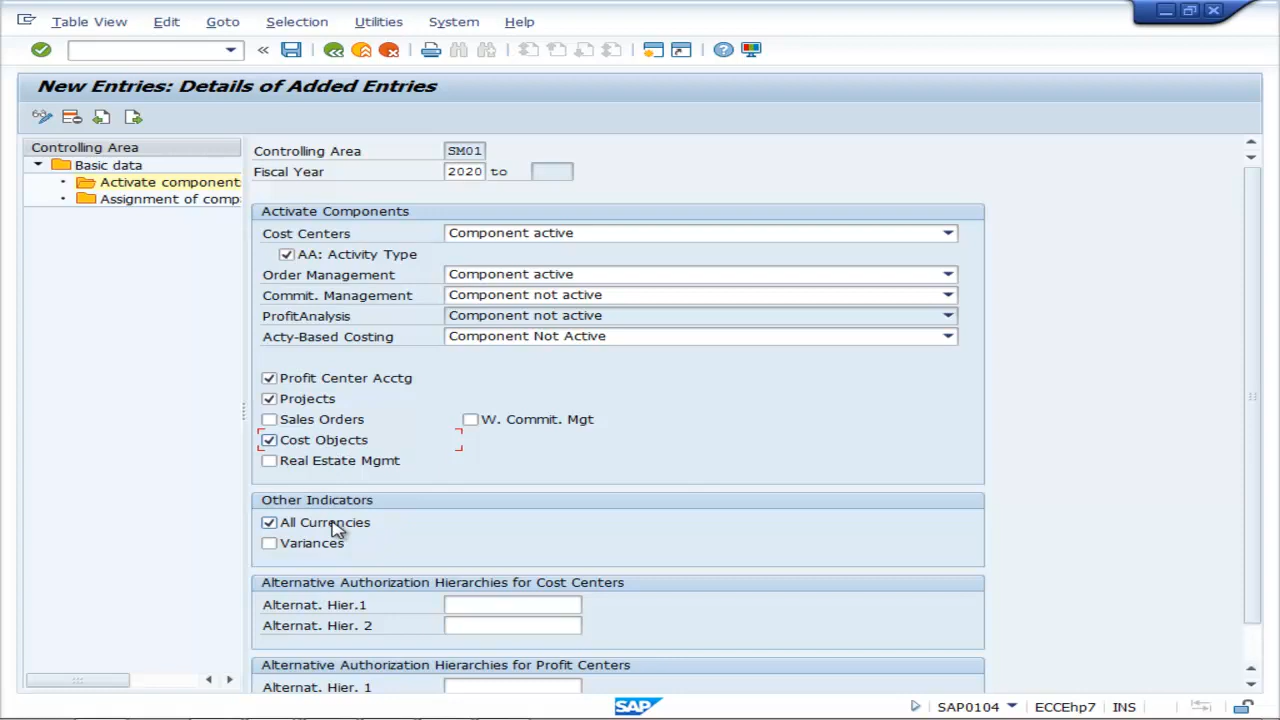 Table View Edit Goto Selection Utilities System Help
New Entries: Details of Added Entries
Controlling Area
Basic data
Activate component
Assignment of comp
Controlling Area SM01
Fiscal Year 2020 to
Activate Components
Cost Centers Component active
AA: Activity Type
Order Management Component active
Commit. Management Component not active
ProfitAnalysis Component not active
Acty-Based Costing Component Not Active
Profit Center Acctg
Projects
Sales Orders W. Commit. Mgt
Cost Objects
Real Estate Mgmt
Other Indicators
All Currencies
Variances
Alternative Authorization Hierarchies for Cost Centers
Alternat. Hier.1
Alternat. Hier. 2
Alternative Authorization Hierarchies for Profit Centers
Alternat. Hier. 1
SAP SAP0104 ECCEhp7 INS